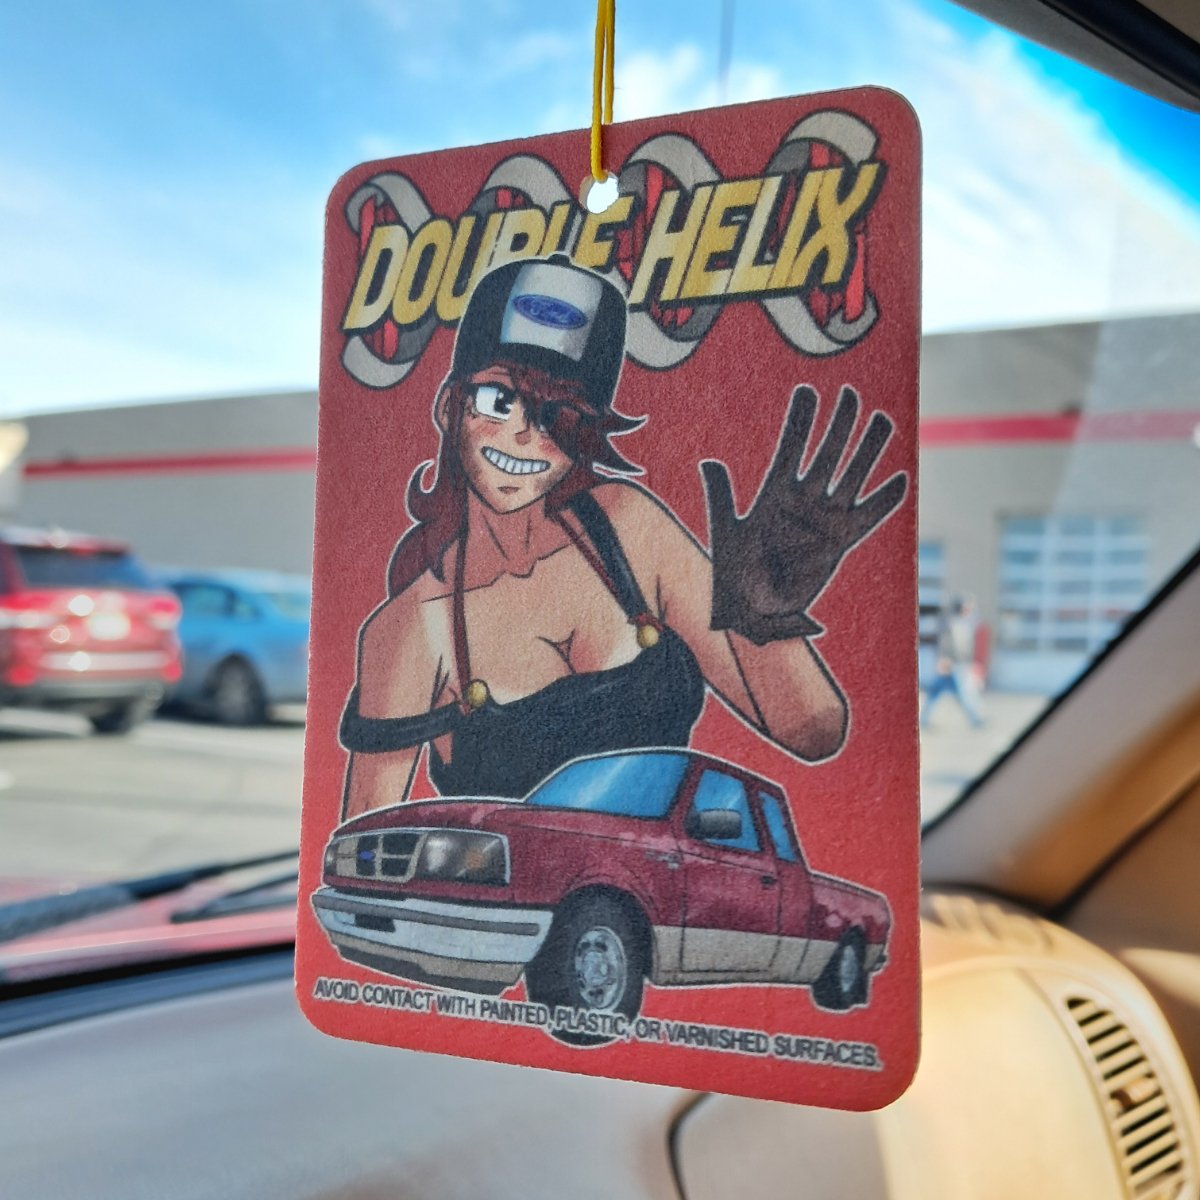 DOUBLE HELIX
Ford
AVOID CONTACT WITH PAINTED, PLASTIC, OR VARNISHED SURFACES.